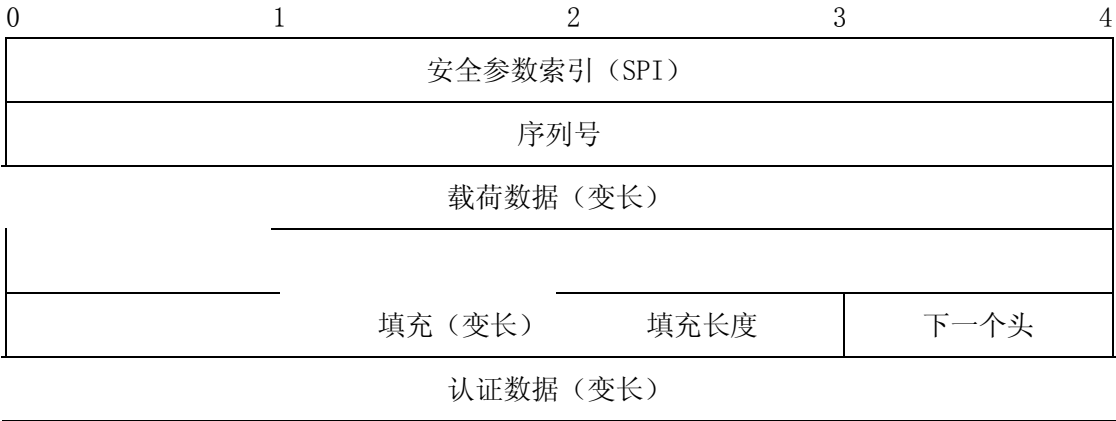 0 1 2 3 4
安全参数索引（SPI）
序列号
载荷数据（变长）
填充（变长） 填充长度 下一个头
认证数据（变长）